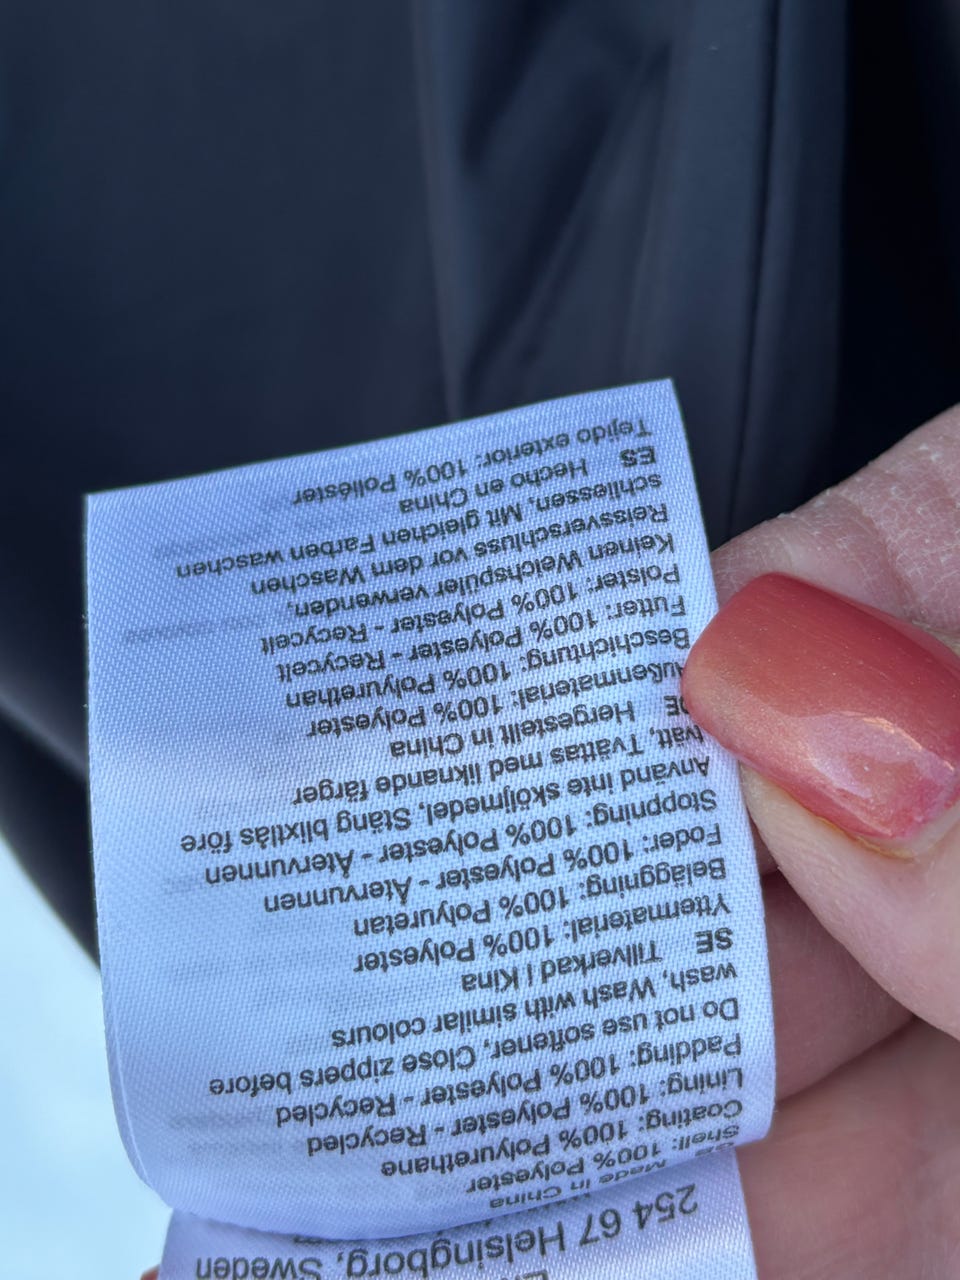 254 67 Helsingborg, Sweden
Made in China
Shell: 100% Polyester
Coating: 100% Polyurethane
Lining: 100% Polyester - Recycled
Padding: 100% Polyester - Recycled
Do not use softener, Close zippers before
wash, Wash with similar colours
SE Tillverkad i Kina
Yttermaterial: 100% Polyester
Beläggning: 100% Polyuretan
Foder: 100% Polyester - Återvunnen
Stoppning: 100% Polyester - Återvunnen
Använd inte sköljmedel, Stäng blixtlås före
tvätt, Tvättas med liknande färger
DE Hergestellt in China
Außenmaterial: 100% Polyester
Beschichtung: 100% Polyurethan
Futter: 100% Polyester - Recycelt
Polster: 100% Polyester - Recycelt
Keinen Weichspüler verwenden,
Reissverschluss vor dem Waschen
schliessen, Mit gleichen Farben waschen
ES Hecho en China
Tejido exterior: 100% Poliéster